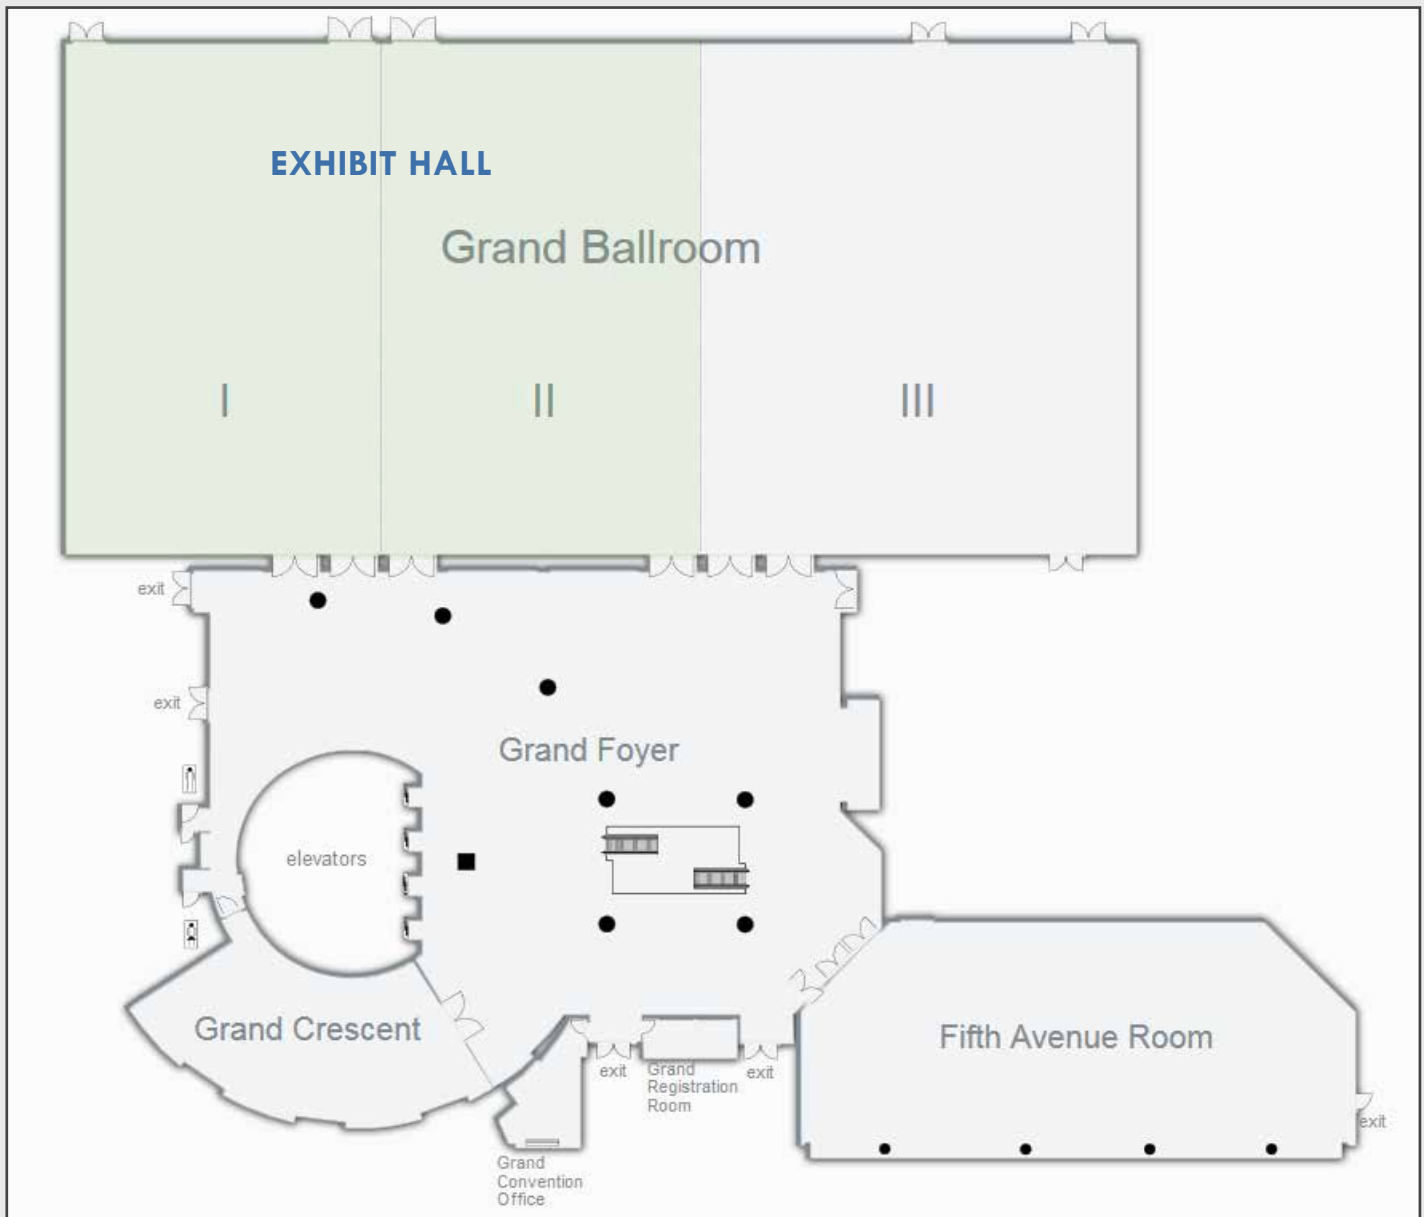 EXHIBIT HALL
Grand Ballroom
I
II
III
exit
exit
Grand Foyer
elevators
Grand Crescent
Fifth Avenue Room
exit
Grand
Registration
Room
exit
exit
Grand
Convention
Office